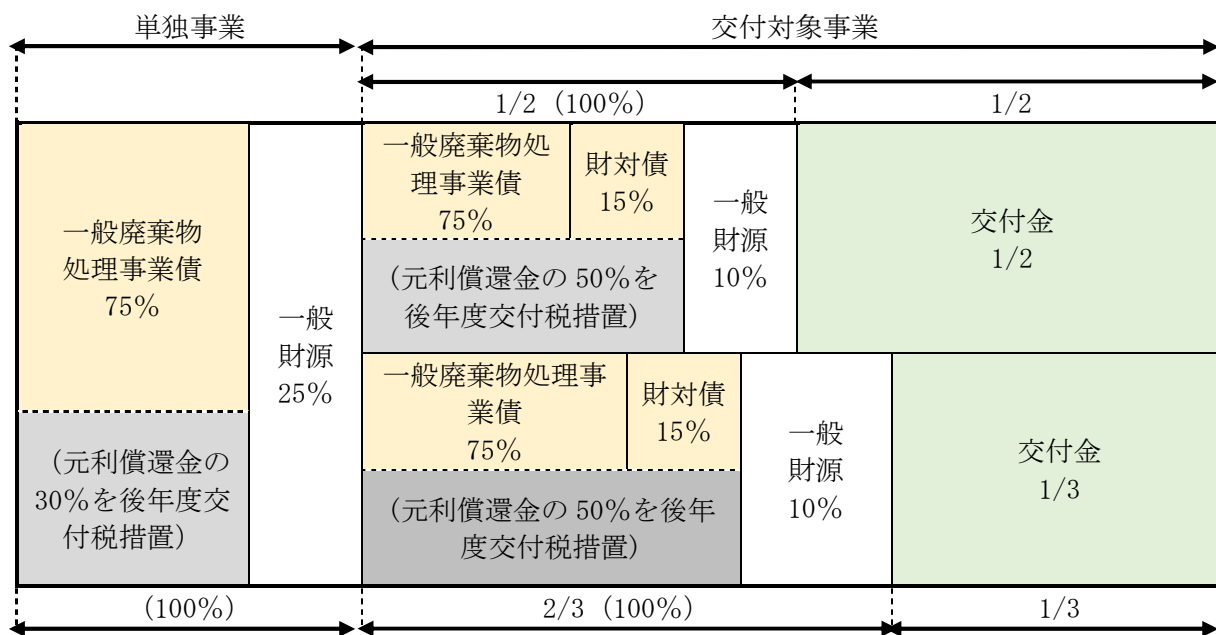 単独事業
交付対象事業
1/2 (100%)
1/2
一般廃棄物
処理事業債
75%
(元利償還金の
30%を後年度交
付税措置)
一般
財源
25%
一般廃棄物処
理事業債
75%
財対債
15%
(元利償還金の 50%を
後年度交付税措置)
一般
財源
10%
交付金
1/2
一般廃棄物処理事
業債
75%
財対債
15%
(元利償還金の 50%を後年
度交付税措置)
一般
財源
10%
交付金
1/3
(100%)
2/3 (100%)
1/3